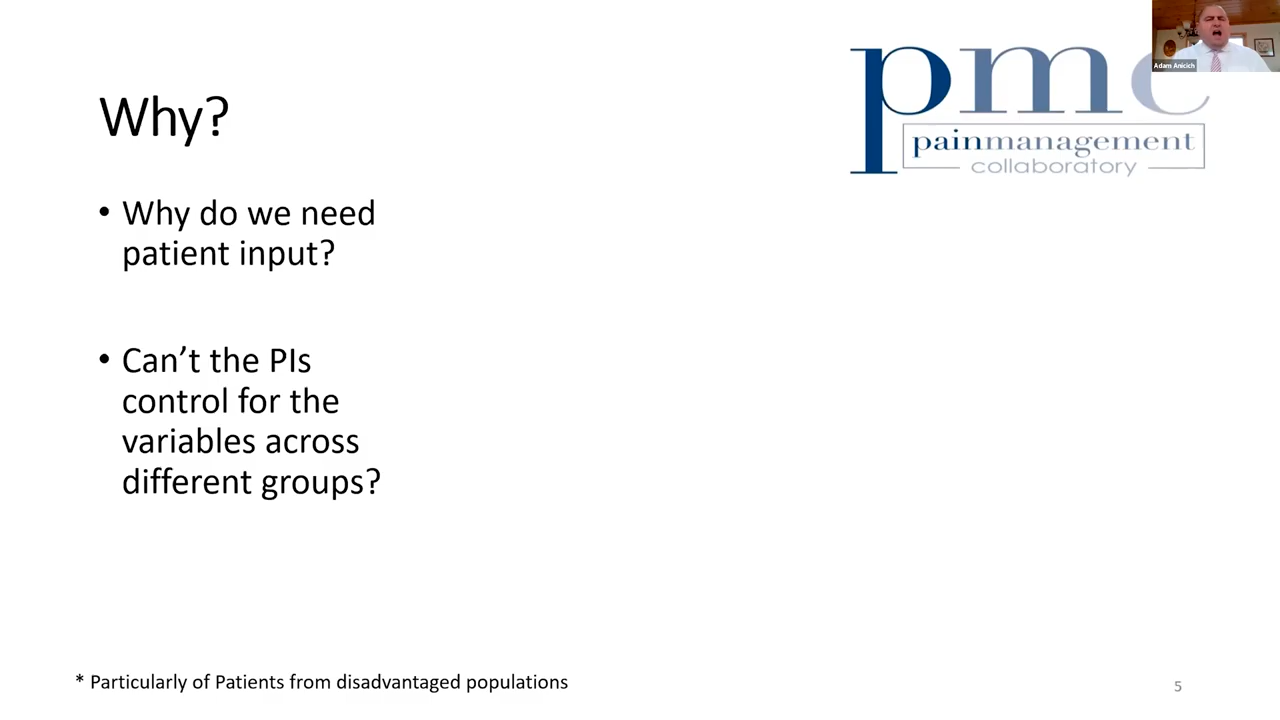 Why?
pmc
painmanagement
collaboratory
Adam Anicich
• Why do we need
patient input?
• Can’t the PIs
control for the
variables across
different groups?
* Particularly of Patients from disadvantaged populations
5